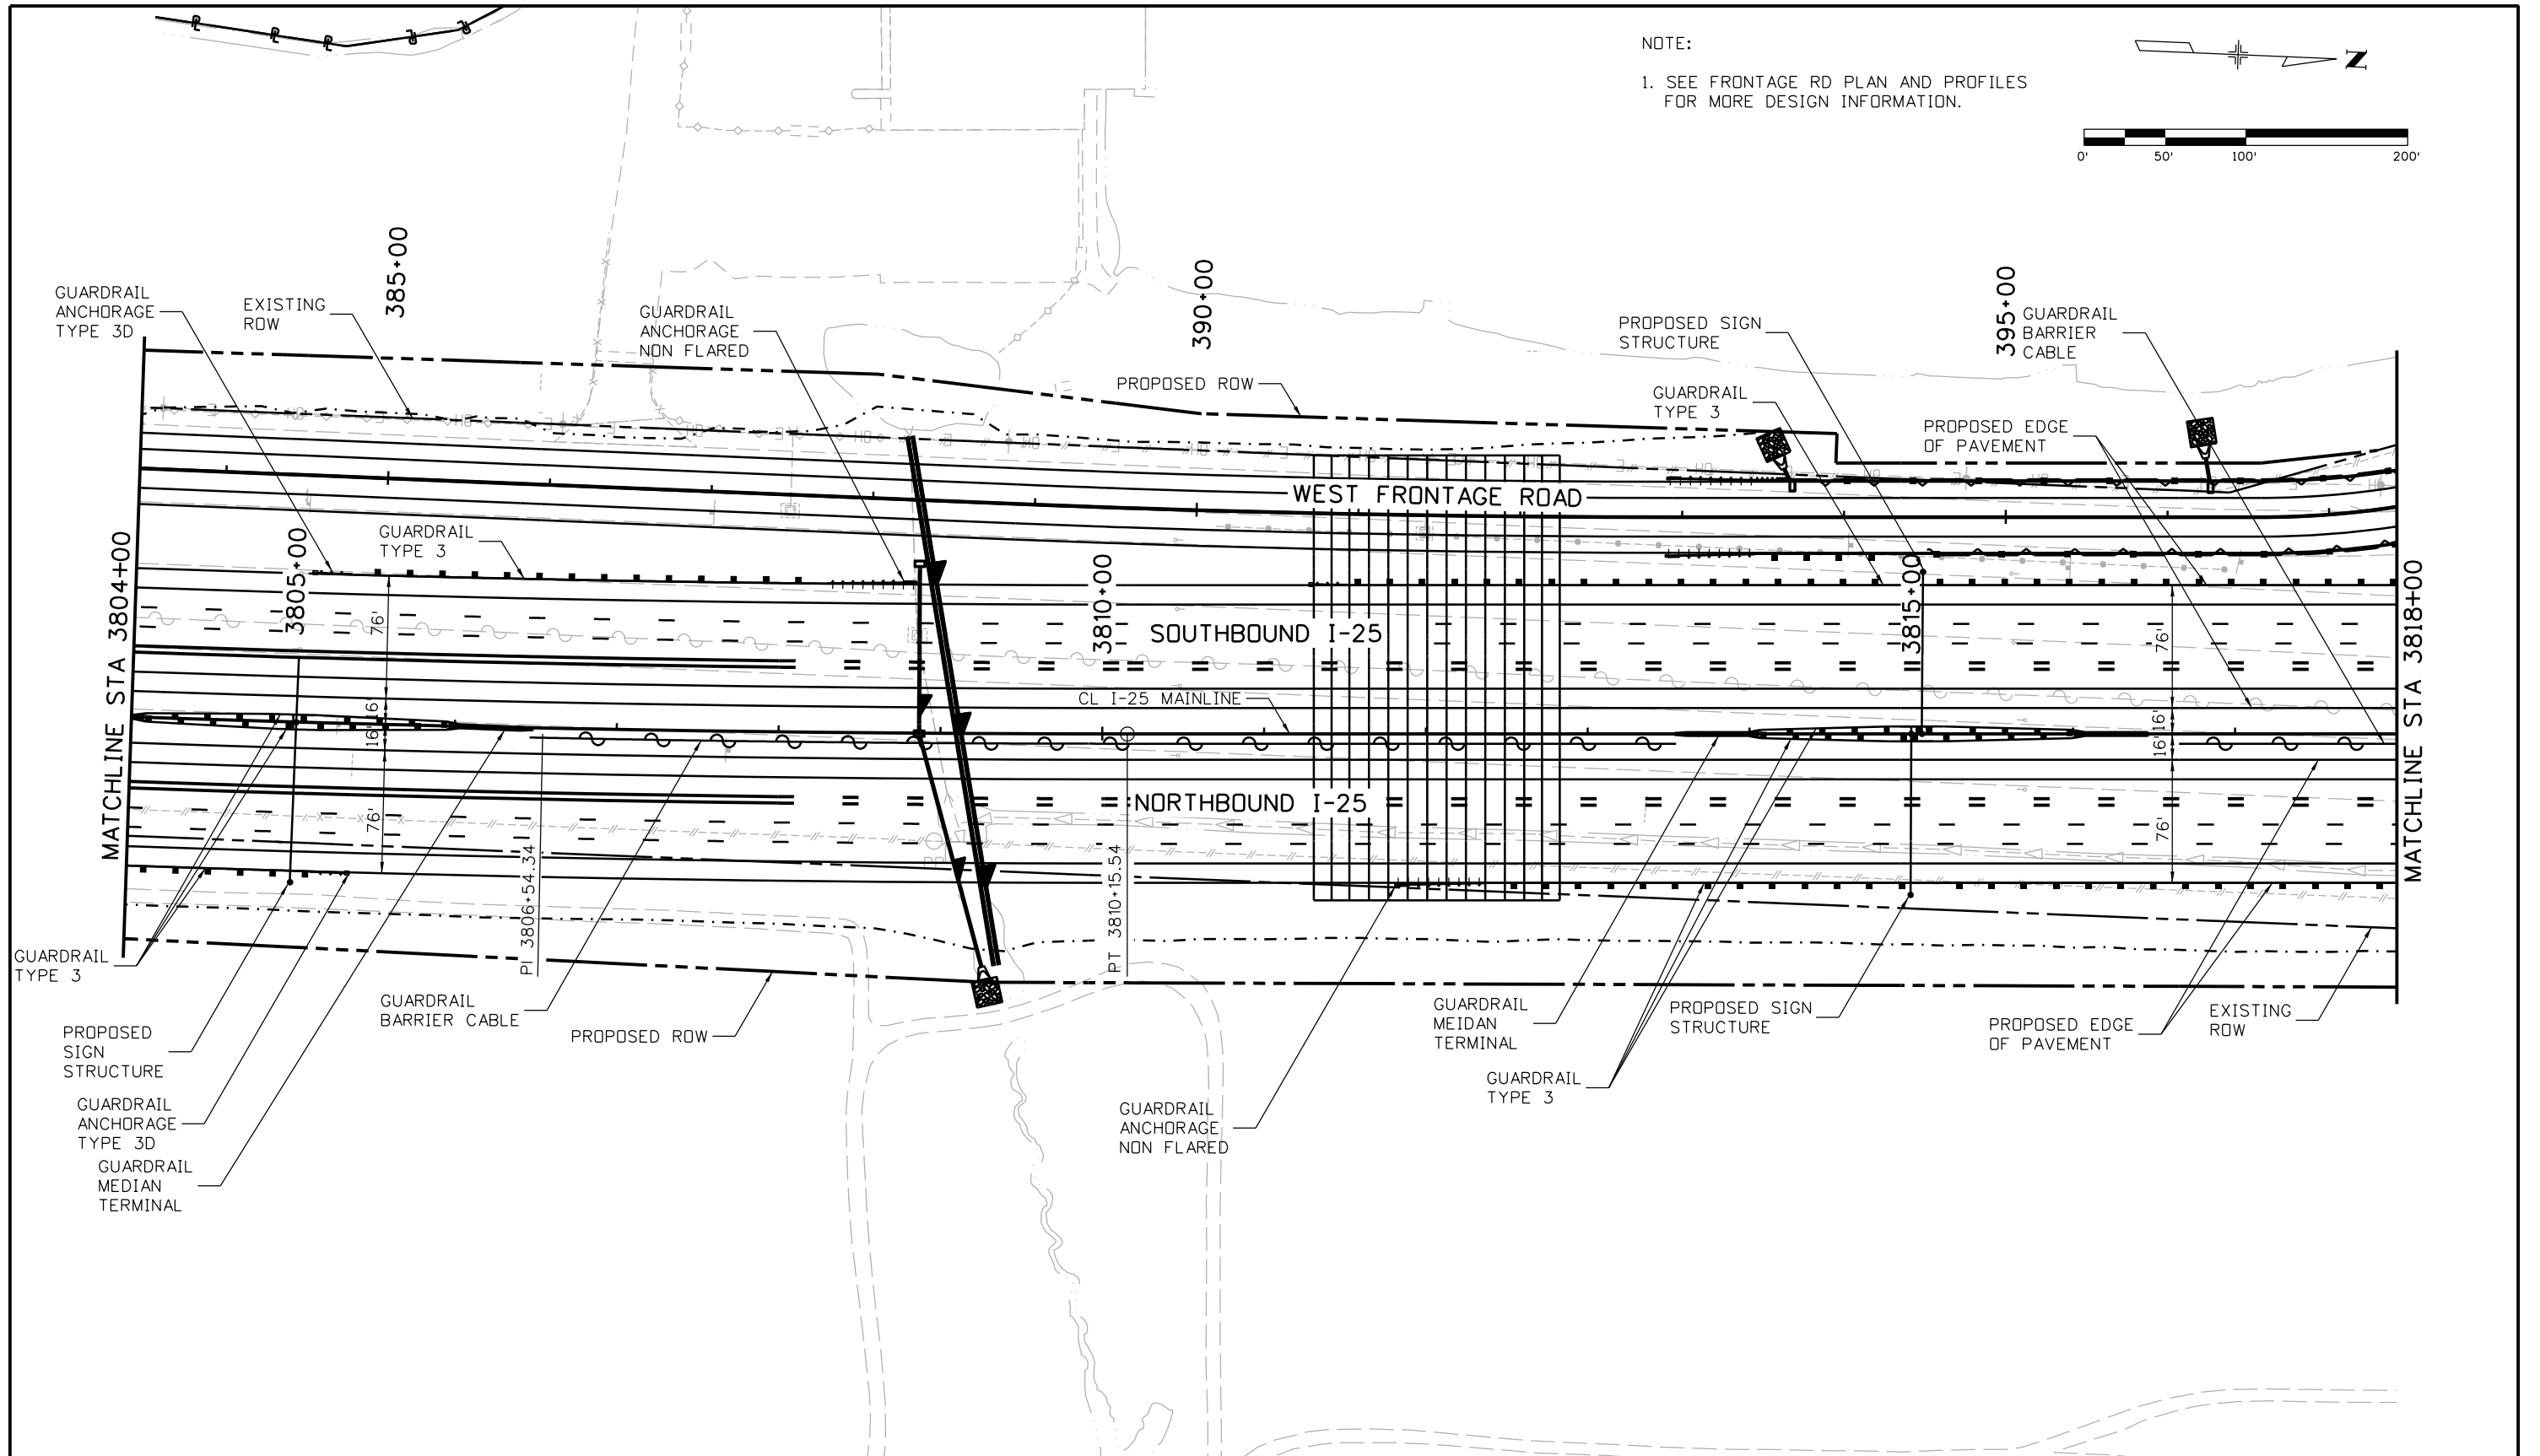 NOTE:
1. SEE FRONTAGE RD PLAN AND PROFILES
FOR MORE DESIGN INFORMATION.
N
0'
50'
100'
200'
385+00
390+00
395+00
GUARDRAIL
ANCHORAGE
TYPE 3D
EXISTING
ROW
GUARDRAIL
ANCHORAGE
NON FLARED
PROPOSED ROW
PROPOSED SIGN
STRUCTURE
GUARDRAIL
TYPE 3
GUARDRAIL
BARRIER
CABLE
PROPOSED EDGE
OF PAVEMENT
WEST FRONTAGE ROAD
GUARDRAIL
TYPE 3
MATCHLINE STA 3804+00
3805+00
3810+00
3815+00
MATCHLINE STA 3818+00
SOUTHBOUND I-25
CL I-25 MAINLINE
NORTHBOUND I-25
76'
16'
16'
76'
76'
16'
16'
76'
PI 3806+54.34
PT 3810+15.54
GUARDRAIL
TYPE 3
PROPOSED
SIGN
STRUCTURE
GUARDRAIL
ANCHORAGE
TYPE 3D
GUARDRAIL
MEDIAN
TERMINAL
GUARDRAIL
BARRIER CABLE
PROPOSED ROW
GUARDRAIL
ANCHORAGE
NON FLARED
GUARDRAIL
MEIDAN
TERMINAL
GUARDRAIL
TYPE 3
PROPOSED SIGN
STRUCTURE
PROPOSED EDGE
OF PAVEMENT
EXISTING
ROW